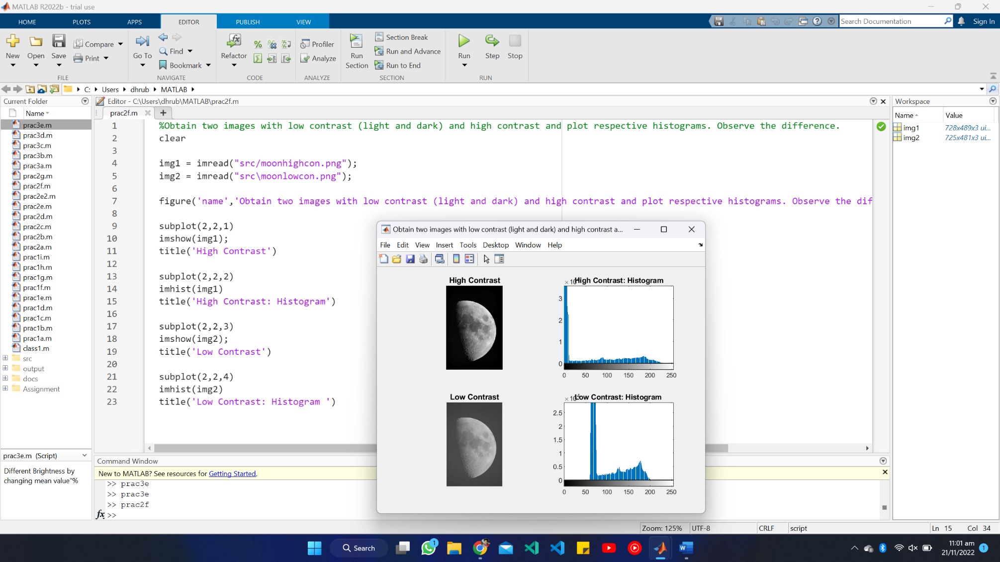 MATLAB R2022b - trial use
HOME PLOTS APPS EDITOR PUBLISH VIEW
Search Documentation Sign In
New Open Save Compare Print
Go To Find Bookmark
Refactor
Profiler Analyze
Run Section
Section Break
Run and Advance
Run to End
Run Step Stop
FILE NAVIGATE CODE ANALYZE SECTION RUN
C: Users dhrub MATLAB
Current Folder
Name
prac3e.m
prac3d.m
prac3c.m
prac3b.m
prac3a.m
prac2g.m
prac2f.m
prac2e2.m
prac2e.m
prac2d.m
prac2c.m
prac2b.m
prac2a.m
prac1i.m
prac1h.m
prac1g.m
prac1f.m
prac1e.m
prac1d.m
prac1c.m
prac1b.m
prac1a.m
class1.m
src
output
docs
Assignment
prac3e.m (Script)
Different Brightness by
changing mean value"%
Editor - C:\Users\dhrub\MATLAB\prac2f.m
prac2f.m
1 %Obtain two images with low contrast (light and dark) and high contrast and plot respective histograms. Observe the difference.
2 clear
3
4 img1 = imread("src/moonhighcon.png");
5 img2 = imread("src\moonlowcon.png");
6
7 figure('name','Obtain two images with low contrast (light and dark) and high contrast and plot respective histograms. Observe the dif
8
9 subplot(2,2,1)
10 imshow(img1);
11 title('High Contrast')
12
13 subplot(2,2,2)
14 imhist(img1)
15 title('High Contrast: Histogram')
16
17 subplot(2,2,3)
18 imshow(img2);
19 title('Low Contrast')
20
21 subplot(2,2,4)
22 imhist(img2)
23 title('Low Contrast: Histogram ')
Command Window
New to MATLAB? See resources for Getting Started.
>> prac3e
>> prac3e
>> prac2f
fx >>
Workspace
Name Value
img1 728x489x3 ui...
img2 725x481x3 ui...
Obtain two images with low contrast (light and dark) and high contrast a...
File Edit View Insert Tools Desktop Window Help
High Contrast
High Contrast: Histogram
3
2
1
0
0 50 100 150 200 250
Low Contrast
Low Contrast: Histogram
2.5
2
1.5
1
0.5
0
0 50 100 150 200 250
Zoom: 125% UTF-8 CRLF script Ln 15 Col 34
Search
1
11:01 am
21/11/2022
1